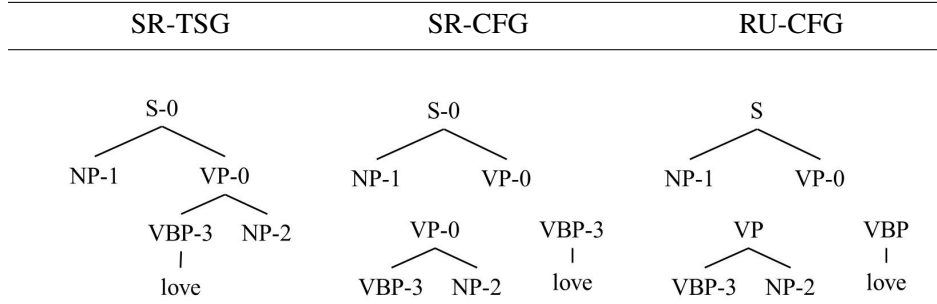 SR-TSG SR-CFG RU-CFG
S-0 S-0 S
NP-1 VP-0 NP-1 VP-0 NP-1 VP-0
VBP-3 NP-2 VP-0 VBP-3 VP VBP
love VBP-3 NP-2 love VBP-3 NP-2 love